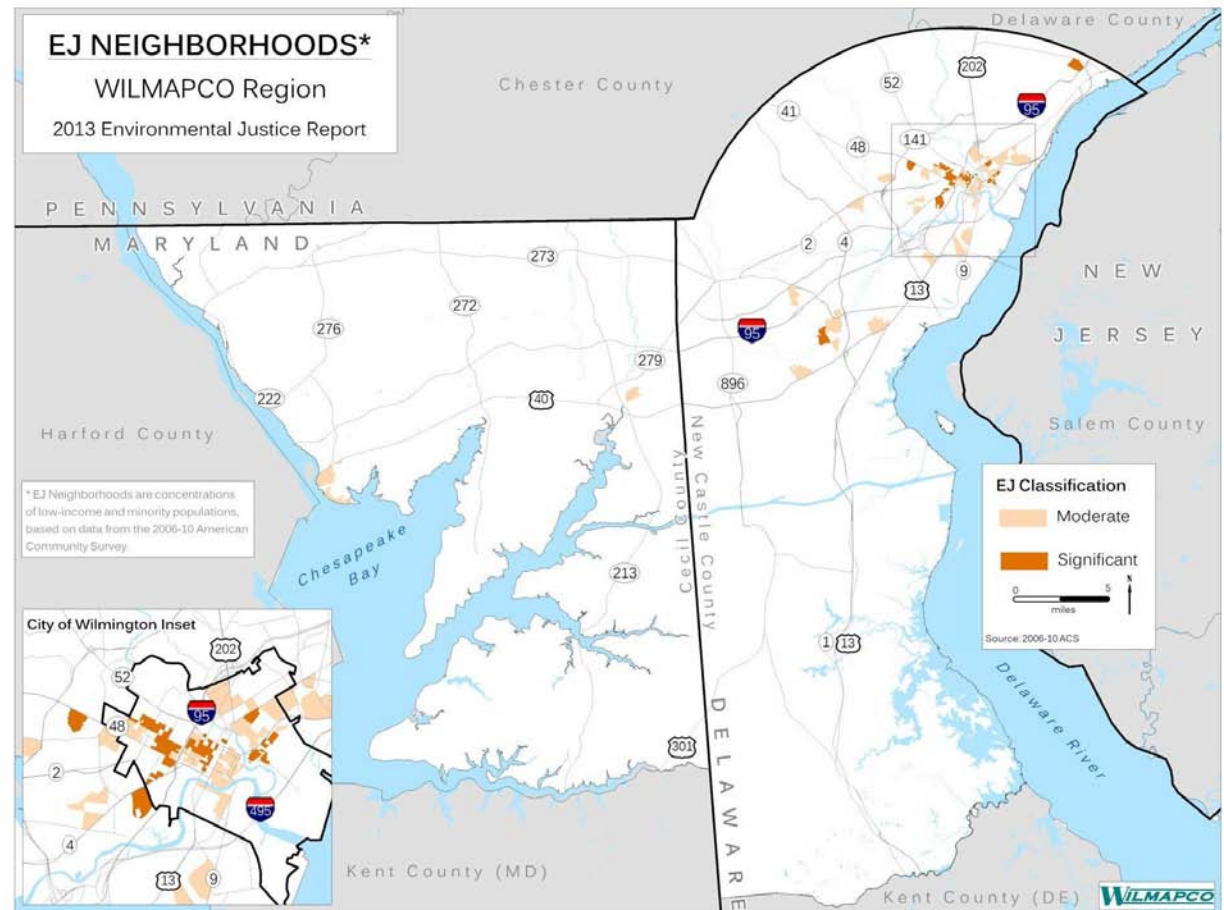 EJ NEIGHBORHOODS*
WILMAPCO Region
2013 Environmental Justice Report
Delaware County
Chester County
202
52
95
41
141
48
PENNSYLVANIA
MARYLAND
273
2
4
9
NEW
JERSEY
13
272
276
95
279
896
222
40
Harford County
Salem County
New Castle County
Cecil County
* EJ Neighborhoods are concentrations
of low-income and minority populations,
based on data from the 2006-10 American
Community Survey
EJ Classification
Moderate
Significant
0
5
miles
N
Source: 2006-10 ACS
Chesapeake
Bay
213
1
13
Delaware River
301
DELAWARE
City of Wilmington Inset
202
52
95
48
2
495
4
13
9
Kent County (MD)
Kent County (DE)
WILMAPCO